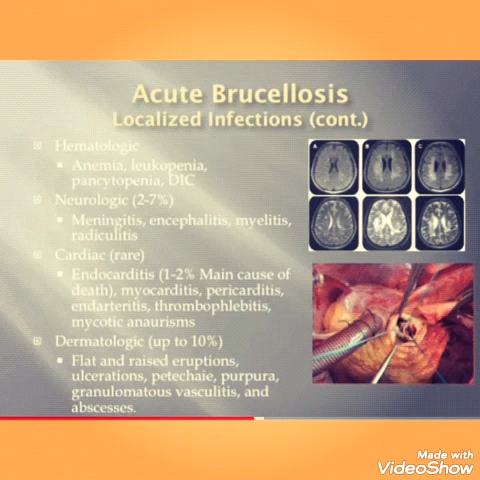 Acute Brucellosis
Localized Infections (cont.)
Hematologic
Anemia, leukopenia,
pancytopenia, DIC
Neurologic (2-7%)
Meningitis, encephalitis, myelitis,
radiculitis
Cardiac (rare)
Endocarditis (1-2% Main cause of
death), myocarditis, pericarditis,
endarteritis, thrombophlebitis,
mycotic anaurisms
Dermatologic (up to 10%)
Flat and raised eruptions,
ulcerations, petechaie, purpura,
granulomatous vasculitis, and
abscesses.
A B C
Made with
VideoShow